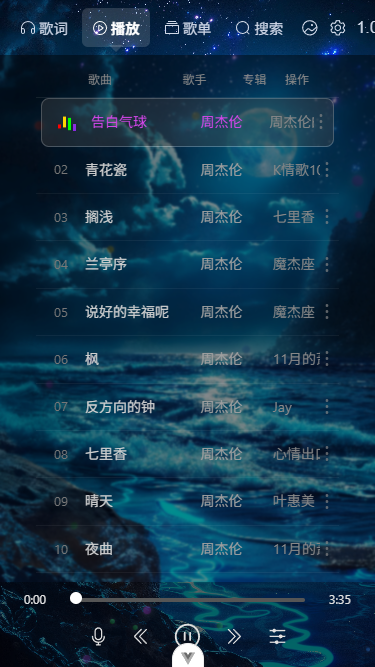 歌词 播放 歌单 搜索 1.0
歌曲 歌手 专辑 操作
告白气球 周杰伦 周杰伦
02 青花瓷 周杰伦 K情歌10
03 搁浅 周杰伦 七里香
04 兰亭序 周杰伦 魔杰座
05 说好的幸福呢 周杰伦 魔杰座
06 枫 周杰伦 11月的
07 反方向的钟 周杰伦 Jay
08 七里香 周杰伦 心情出
09 晴天 周杰伦 叶惠美
10 夜曲 周杰伦 11月的
0:00 3:35